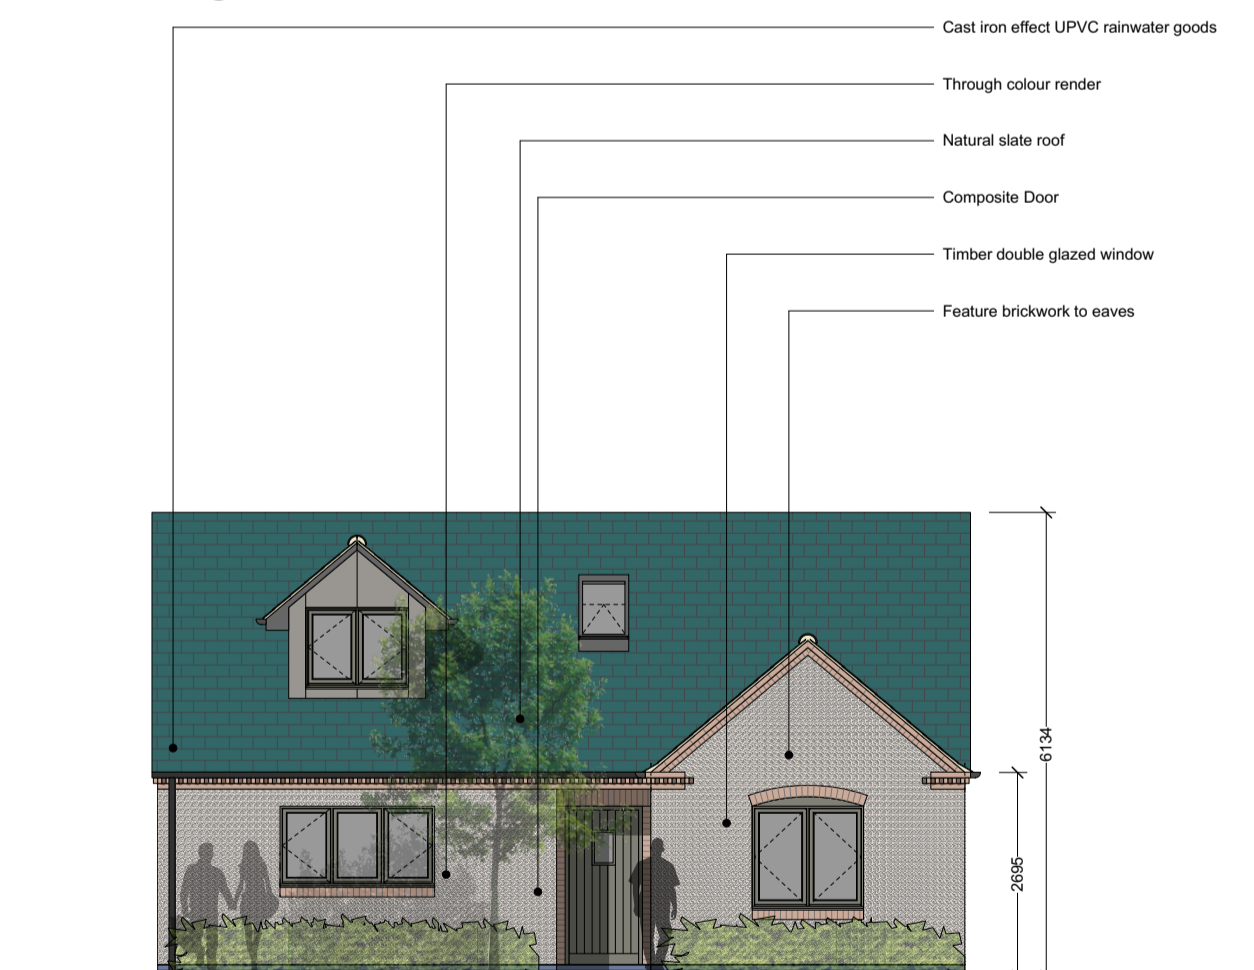 Cast iron effect UPVC rainwater goods
Through colour render
Natural slate roof
Composite Door
Timber double glazed window
Feature brickwork to eaves
6134
2695